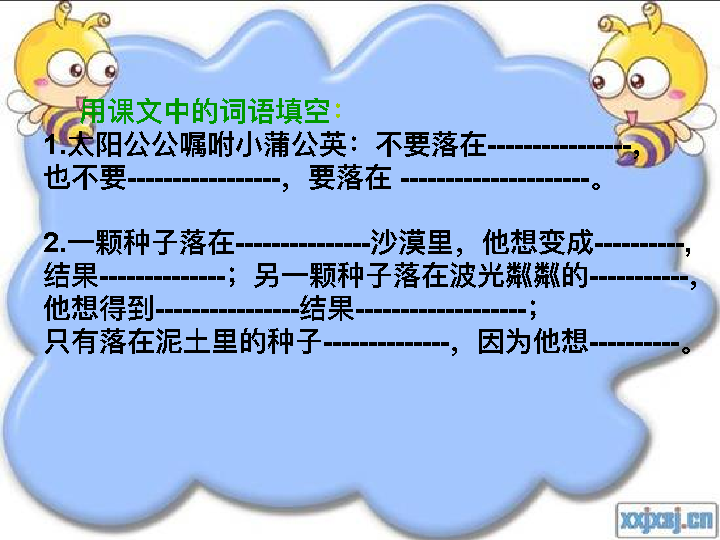 用课文中的词语填空：
1.太阳公公嘱咐小蒲公英：不要落在----------------,
也不要-----------------，要落在 ---------------------。
2.一颗种子落在---------------沙漠里，他想变成----------,
结果--------------；另一颗种子落在波光粼粼的-----------,
他想得到----------------结果-------------------；
只有落在泥土里的种子--------------，因为他想----------。
xxjxsj.cn